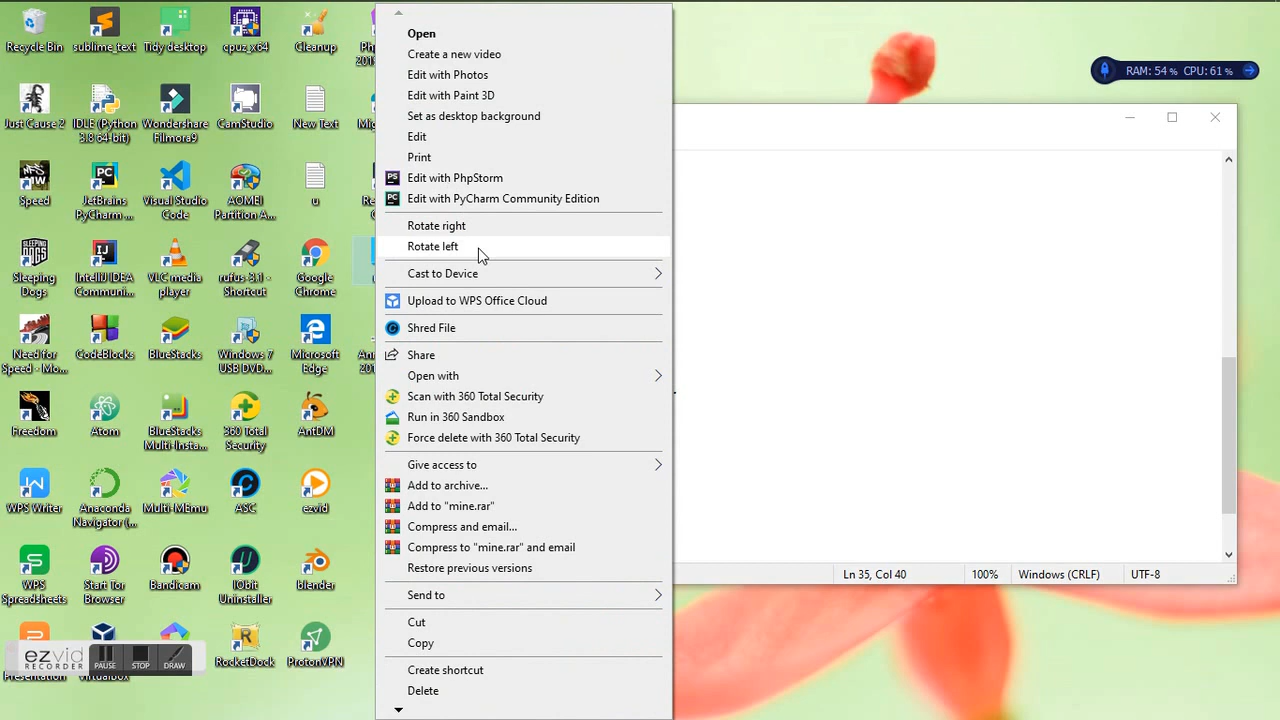 Recycle Bin
sublime_text
Tidy desktop
cpuz_x64
Cleanup
Just Cause 2
IDLE (Python
3.8 64-bit)
Wondershare
Filmora9
CamStudio
New Text
Speed
JetBrains
PyCharm ...
Visual Studio
Code
AOMEI
Partition A...
u
Sleeping
Dogs
IntelliJ IDEA
Communi...
VLC media
player
rufus-3.1 -
Shortcut
Google
Chrome
Need for
Speed - Mo...
CodeBlocks
BlueStacks
Windows 7
USB DVD...
Microsoft
Edge
Freedom
Atom
BlueStacks
Multi-Insta...
360 Total
Security
AntDM
WPS Writer
Anaconda
Navigator (...
Multi-MEmu
ASC
ezvid
WPS
Spreadsheets
Start Tor
Browser
Bandicam
IObit
Uninstaller
blender
RocketDock
ProtonVPN
ezvid
RECORDER
PAUSE
STOP
DRAW
Open
Create a new video
Edit with Photos
Edit with Paint 3D
Set as desktop background
Edit
Print
Edit with PhpStorm
Edit with PyCharm Community Edition
Rotate right
Rotate left
Cast to Device
Upload to WPS Office Cloud
Shred File
Share
Open with
Scan with 360 Total Security
Run in 360 Sandbox
Force delete with 360 Total Security
Give access to
Add to archive...
Add to "mine.rar"
Compress and email...
Compress to "mine.rar" and email
Restore previous versions
Send to
Cut
Copy
Create shortcut
Delete
RAM: 54 % CPU: 61 %
Ln 35, Col 40
100%
Windows (CRLF)
UTF-8